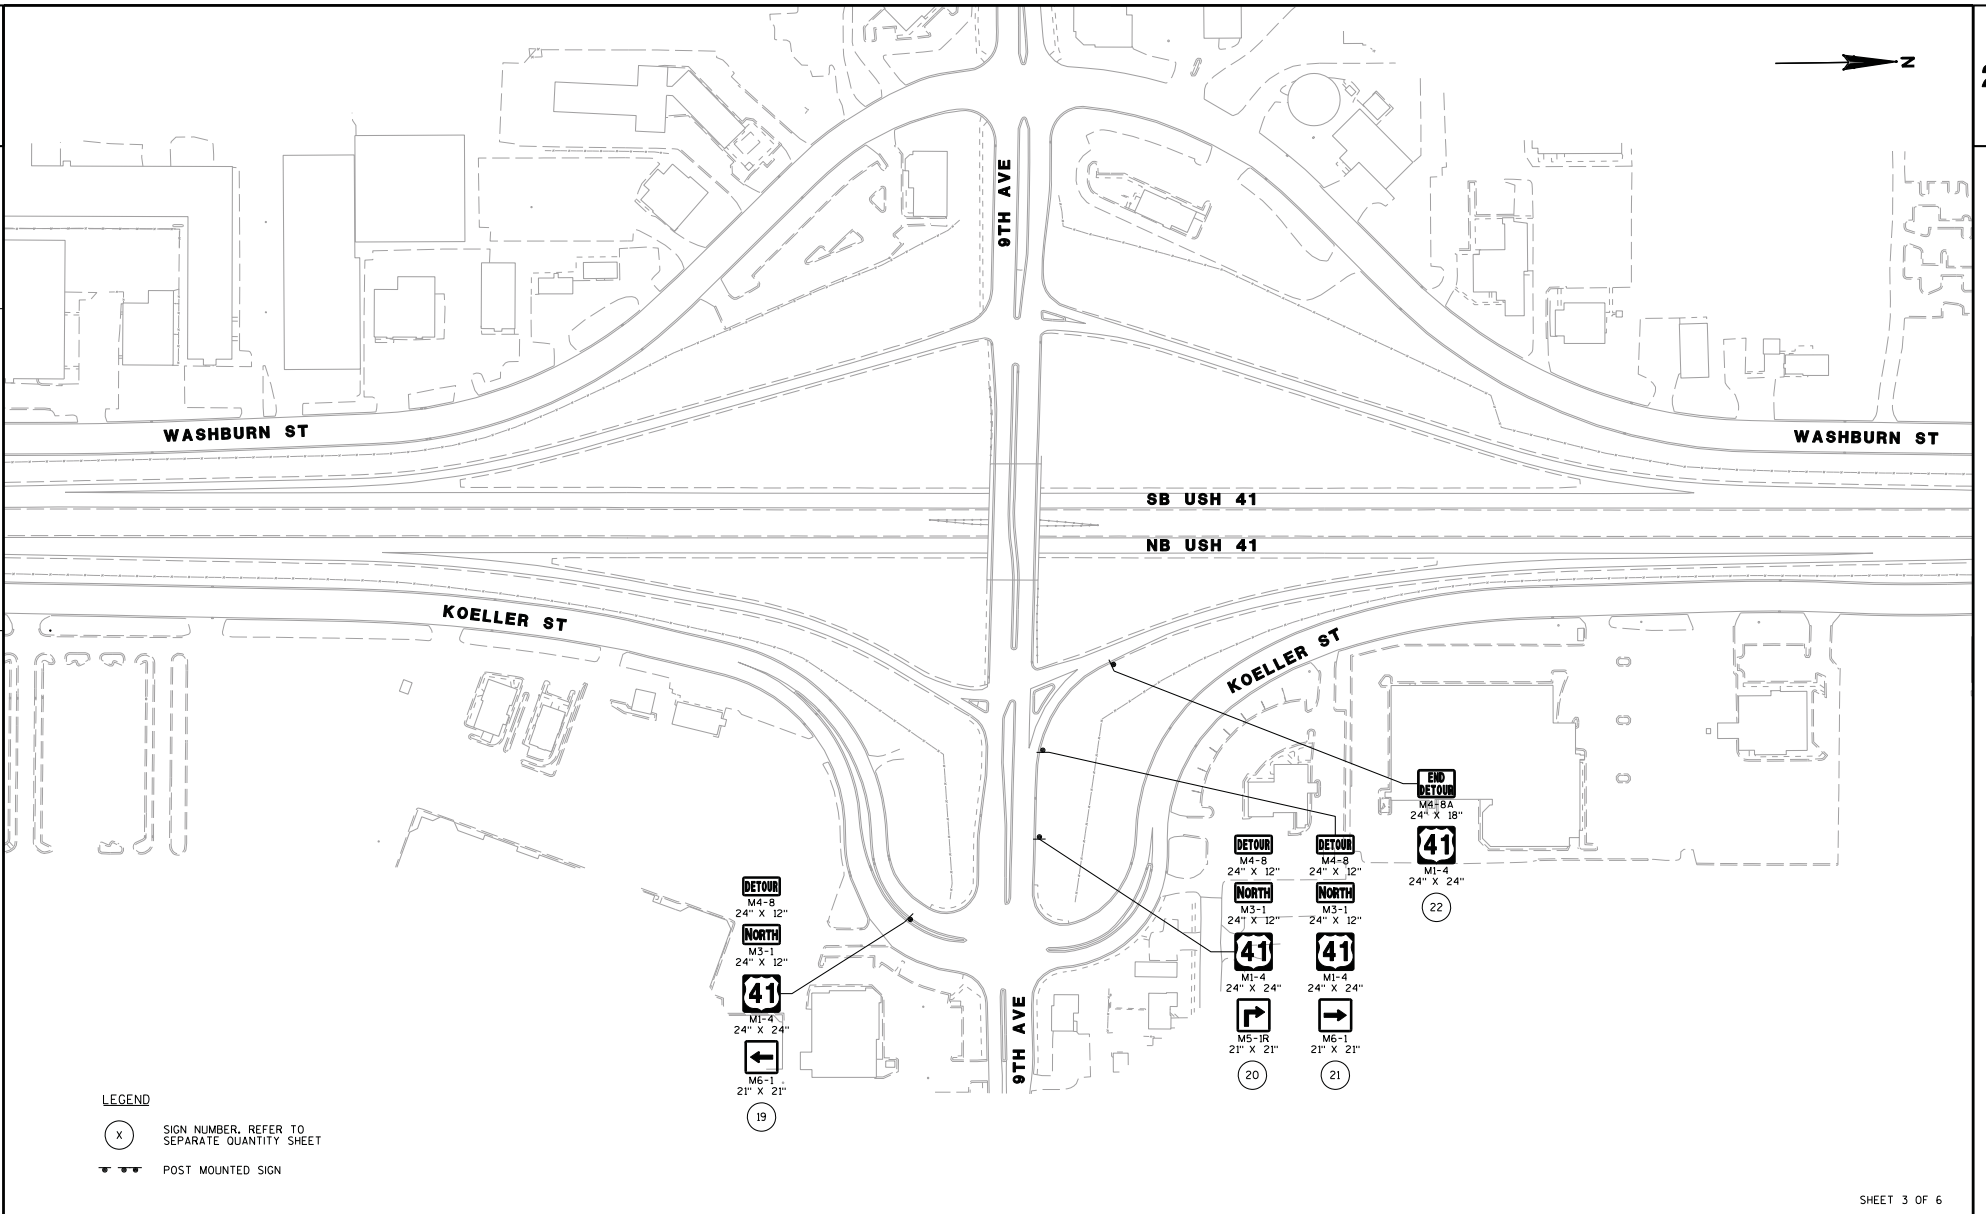 N
9TH AVE
WASHBURN ST
WASHBURN ST
SB USH 41
NB USH 41
KOELLER ST
KOELLER ST
9TH AVE
DETOUR
M4-8
24" X 12"
NORTH
M3-1
24" X 12"
41
M1-4
24" X 24"
M6-1
21" X 21"
19
DETOUR
M4-8
24" X 12"
NORTH
M3-1
24" X 12"
41
M1-4
24" X 24"
M5-1R
21" X 21"
20
DETOUR
M4-8
24" X 12"
NORTH
M3-1
24" X 12"
41
M1-4
24" X 24"
M6-1
21" X 21"
21
END
DETOUR
M4-8A
24" X 18"
41
M1-4
24" X 24"
22
LEGEND
X
SIGN NUMBER, REFER TO
SEPARATE QUANTITY SHEET
POST MOUNTED SIGN
SHEET 3 OF 6